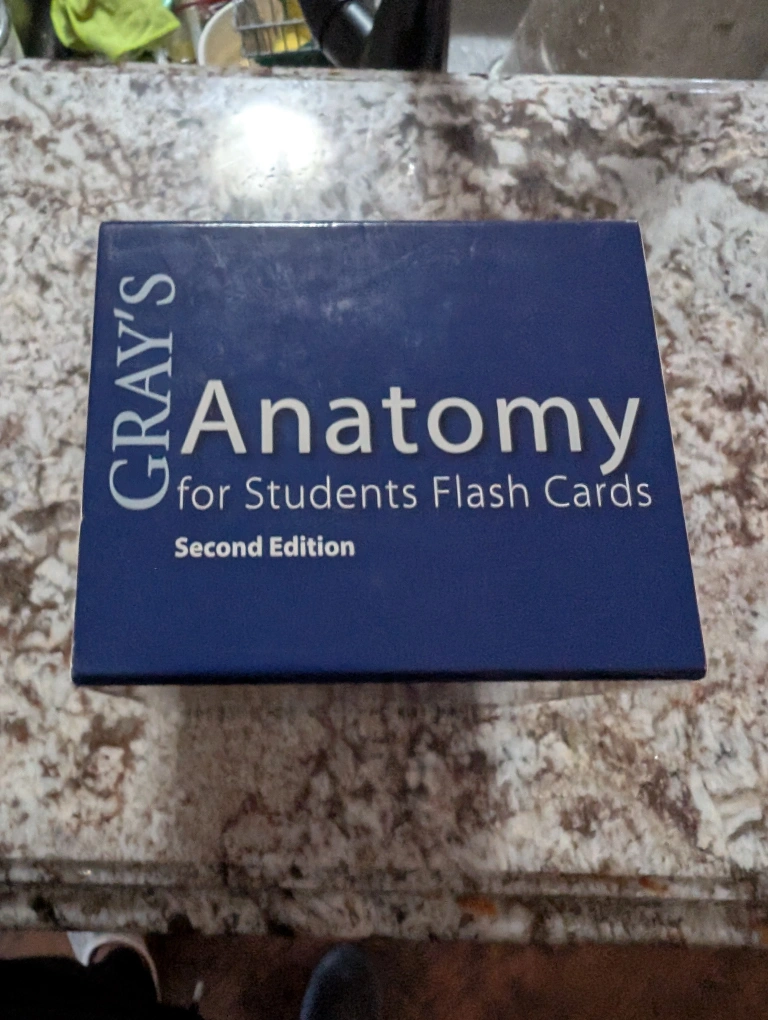 GRAY'S
Anatomy
for Students Flash Cards
Second Edition